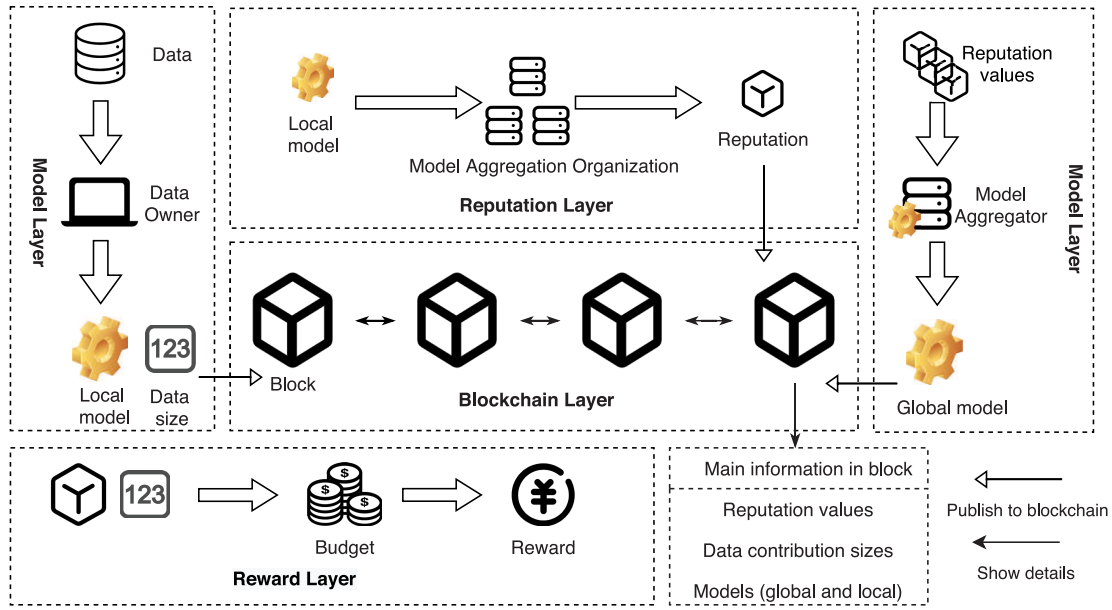 Data
Data
Owner
Model Layer
Local
model
123
Data
size
Local
model
Model Aggregation Organization
Reputation
Reputation Layer
Block
Blockchain Layer
Reputation
values
Model
Aggregator
Model Layer
Global model
123
Budget
Reward
Reward Layer
Main information in block
Reputation values
Data contribution sizes
Models (global and local)
Publish to blockchain
Show details